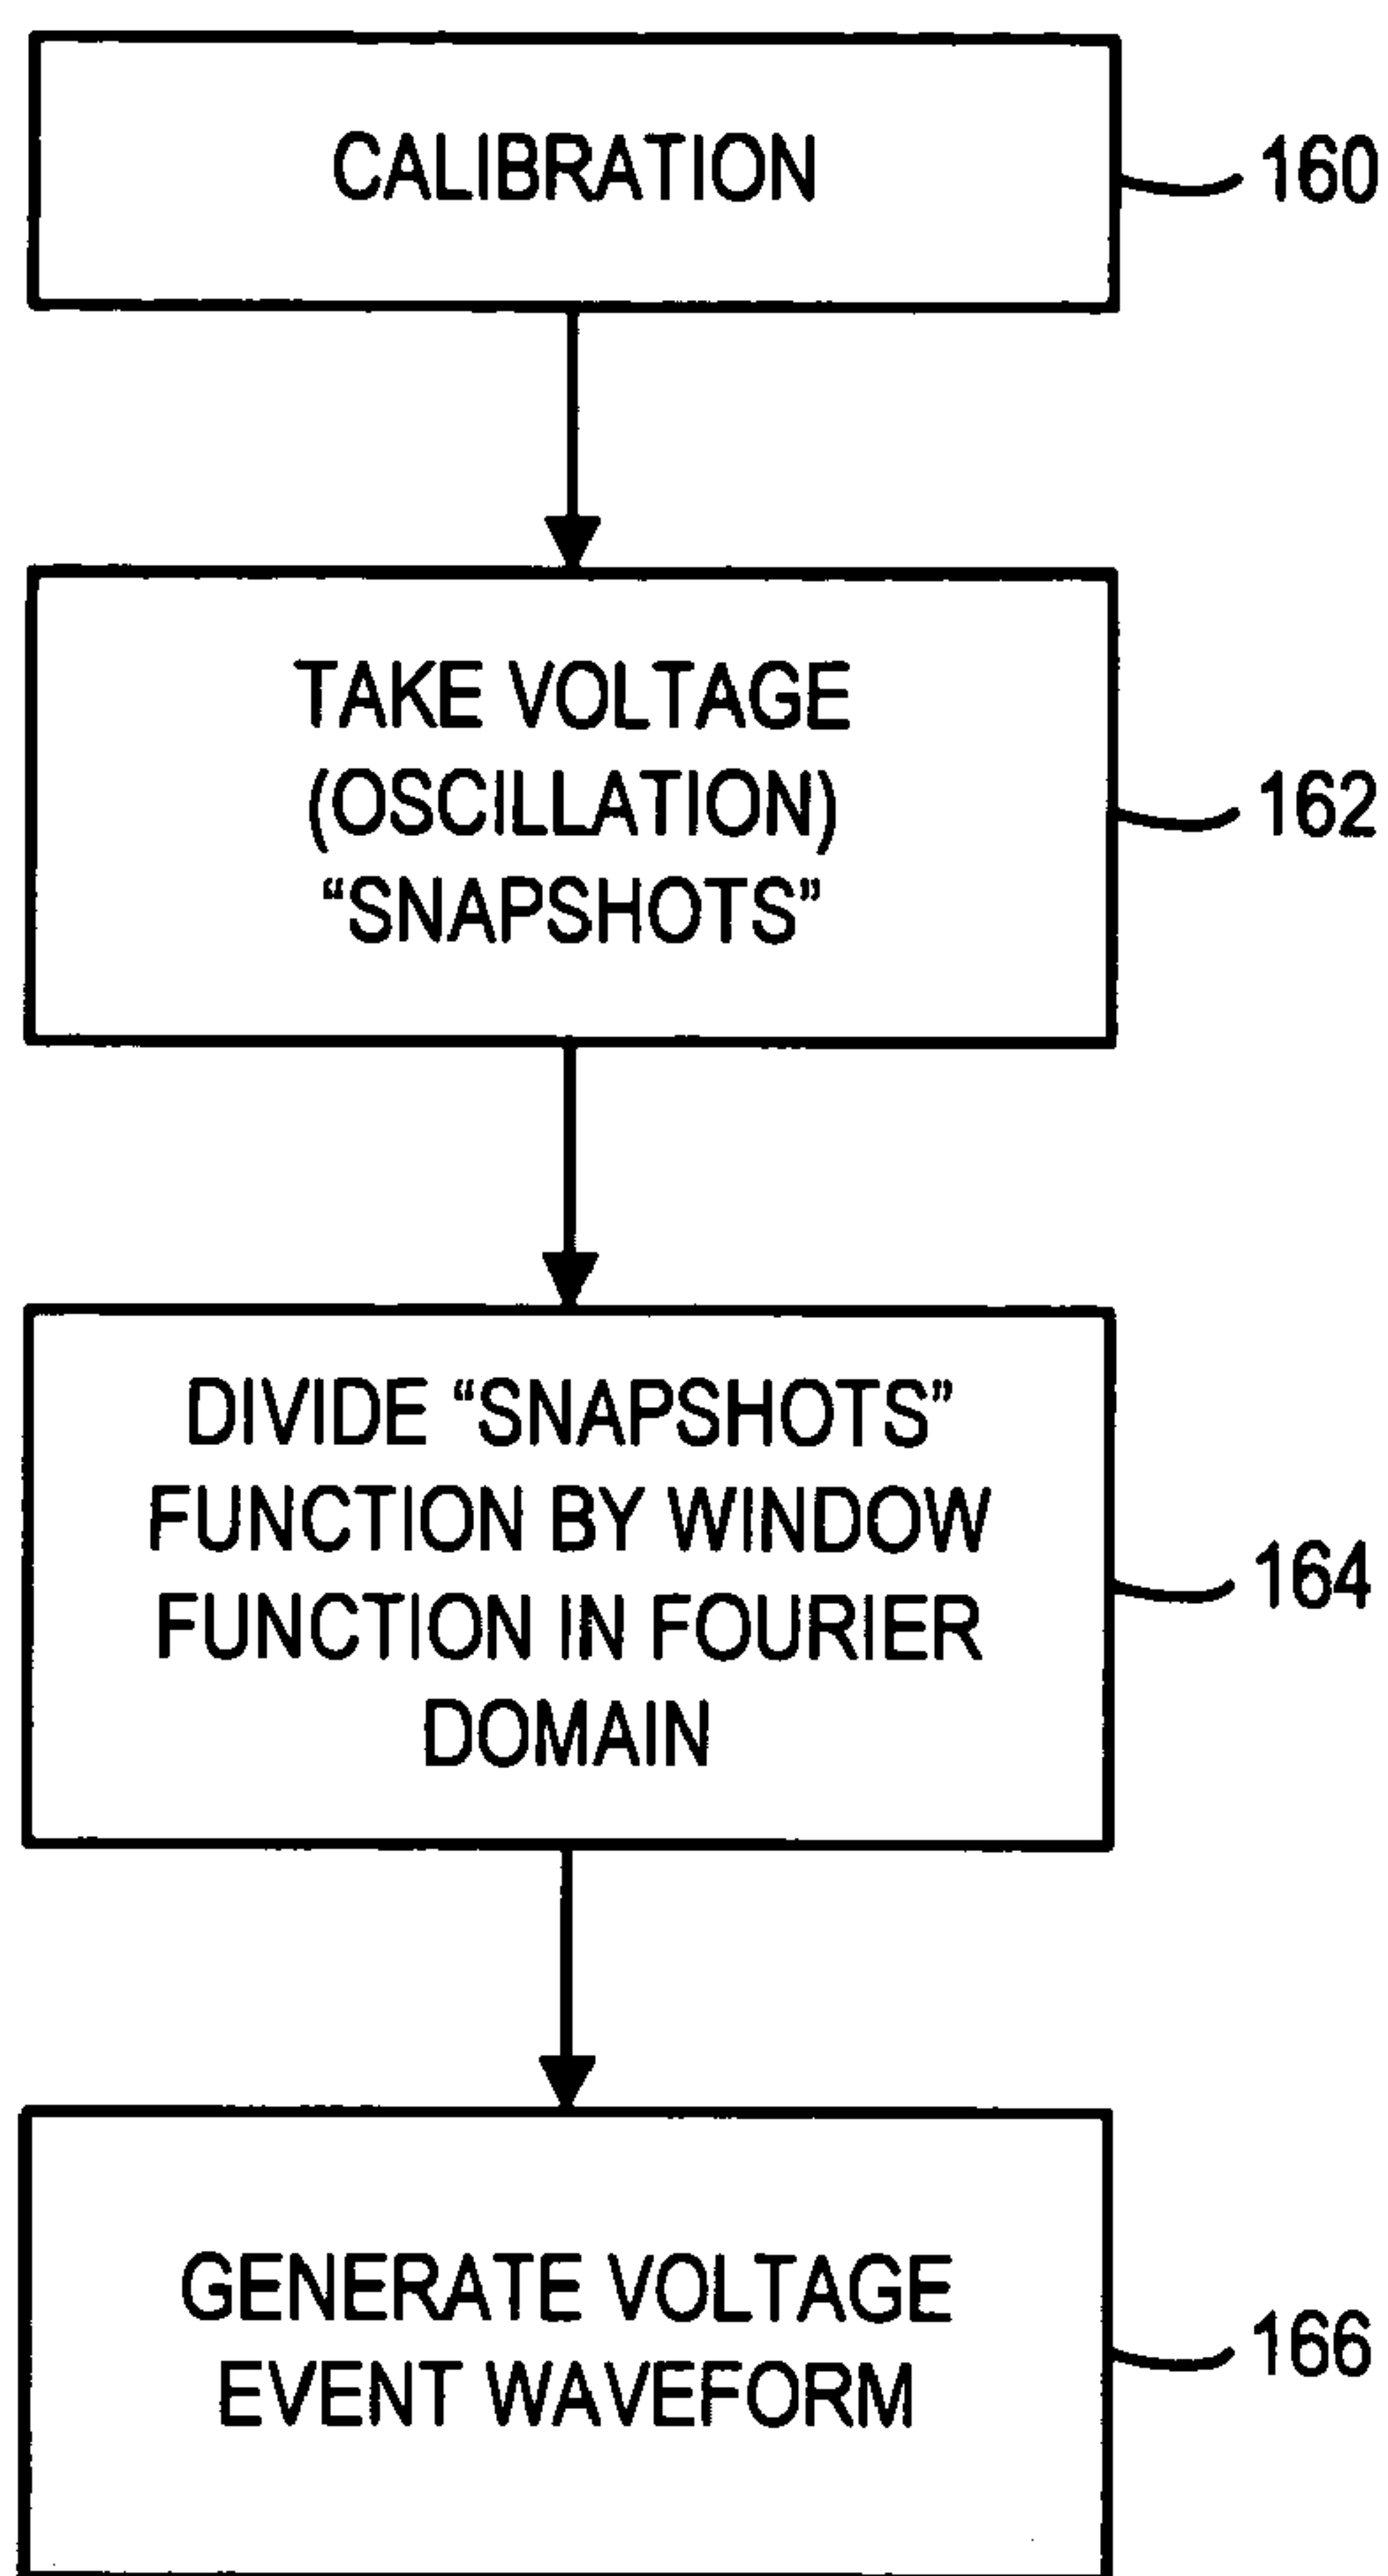 CALIBRATION
160
TAKE VOLTAGE
(OSCILLATION)
“SNAPSHOTS”
162
DIVIDE “SNAPSHOTS”
FUNCTION BY WINDOW
FUNCTION IN FOURIER
DOMAIN
164
GENERATE VOLTAGE
EVENT WAVEFORM
166